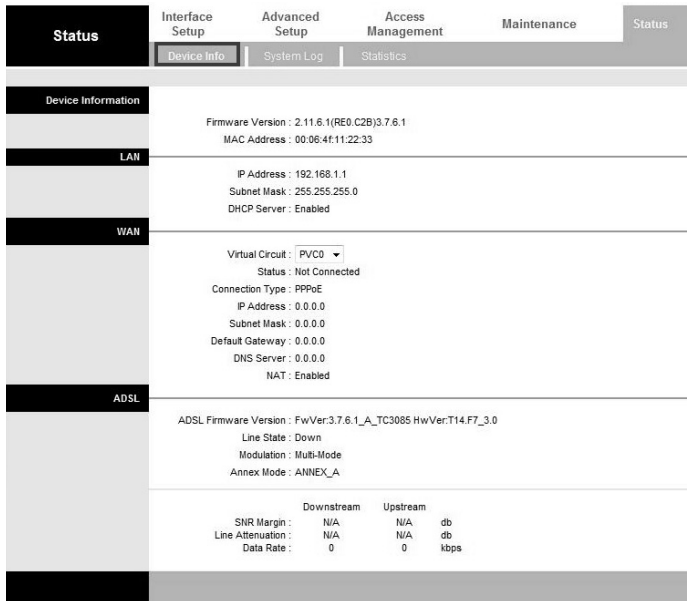 Status
Interface Setup
Advanced Setup
Access Management
Maintenance
Status
Device Info
System Log
Statistics
Device Information
Firmware Version : 2.11.6.1(RE0.C2B)3.7.6.1
MAC Address : 00:06:4f:11:22:33
LAN
IP Address : 192.168.1.1
Subnet Mask : 255.255.255.0
DHCP Server : Enabled
WAN
Virtual Circuit : PVC0
Status : Not Connected
Connection Type : PPPoE
IP Address : 0.0.0.0
Subnet Mask : 0.0.0.0
Default Gateway : 0.0.0.0
DNS Server : 0.0.0.0
NAT : Enabled
ADSL
ADSL Firmware Version : FwVer:3.7.6.1_A_TC3085 HwVer:T14.F7_3.0
Line State : Down
Modulation : Multi-Mode
Annex Mode : ANNEX_A
Downstream Upstream
SNR Margin : N/A N/A db
Line Attenuation : N/A N/A db
Data Rate : 0 0 kbps